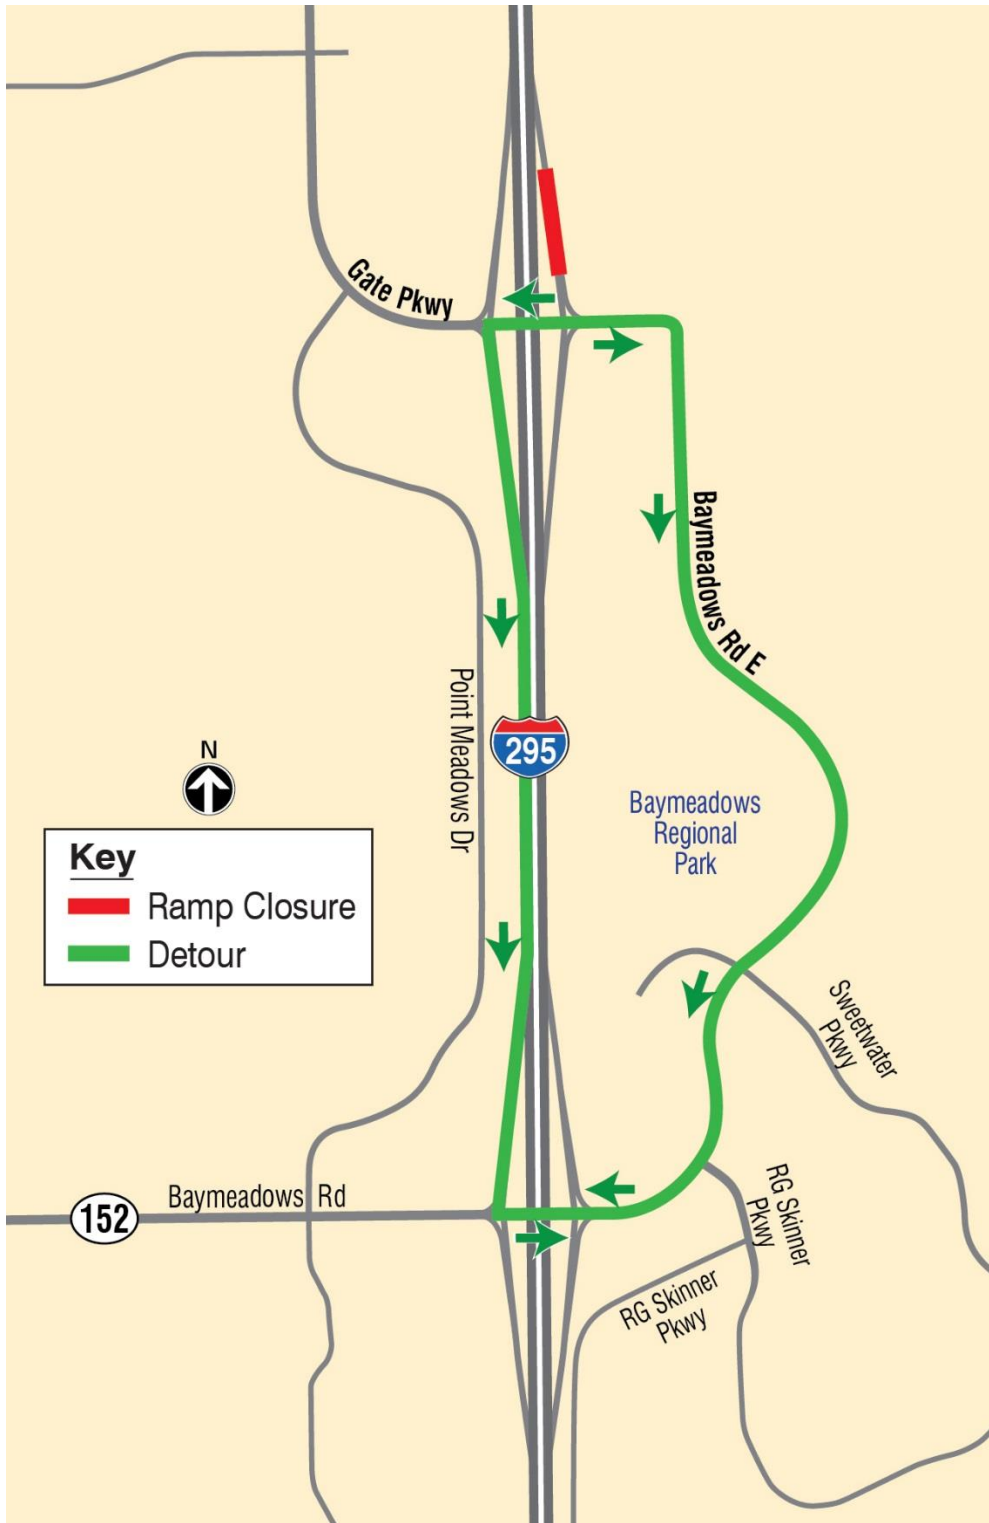 Gate Pkwy
Baymeadows Rd E
Point Meadows Dr
295
N
Baymeadows
Regional
Park
Key
Ramp Closure
Detour
Sweetwater
Pkwy
152
Baymeadows Rd
RG Skinner
Pkwy
RG Skinner
Pkwy